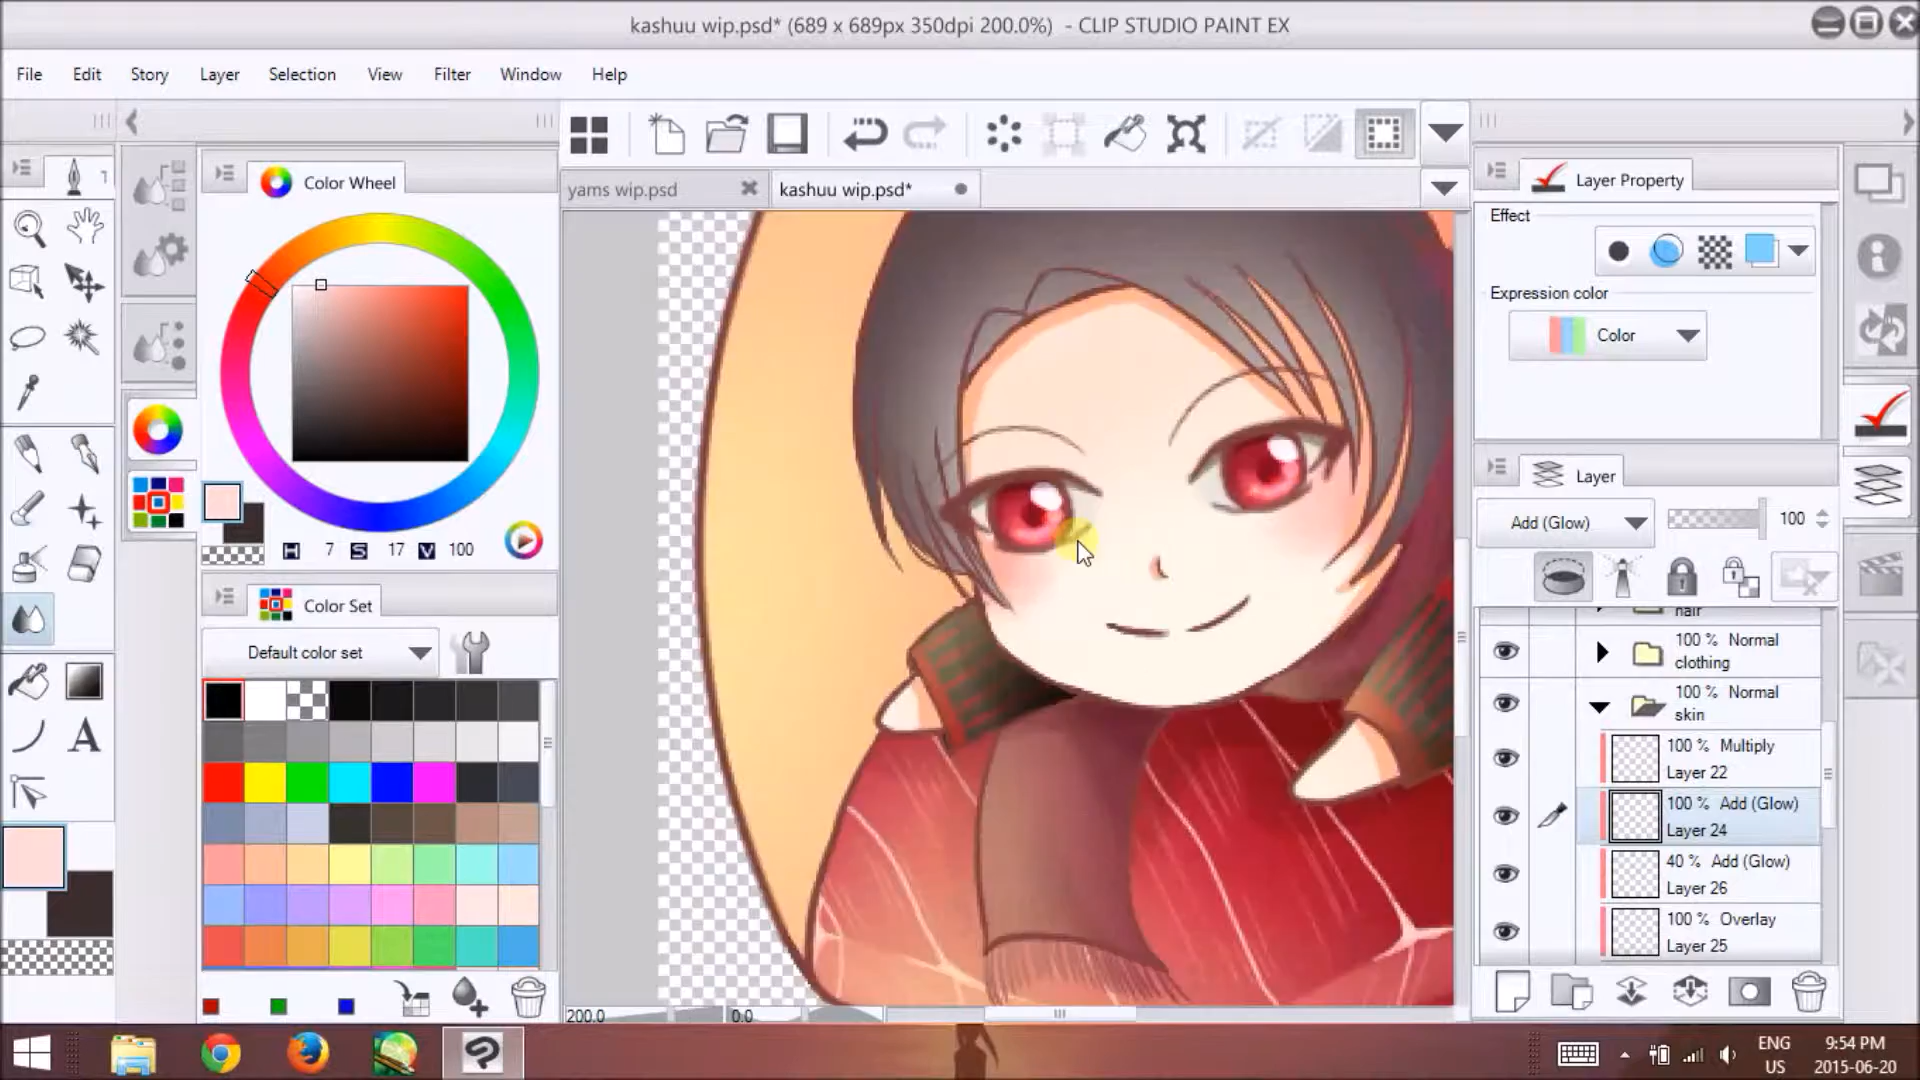 kashuu wip.psd* (689 x 689px 350dpi 200.0%) - CLIP STUDIO PAINT EX
File Edit Story Layer Selection View Filter Window Help
Color Wheel
yams wip.psd
kashuu wip.psd*
Layer Property
Effect
Expression color
Color
H 7 S 17 V 100
Color Set
Default color set
Layer
Add (Glow)
100
hair
100 % Normal
clothing
100 % Normal
skin
100 % Multiply
Layer 22
100 % Add (Glow)
Layer 24
40 % Add (Glow)
Layer 26
100 % Overlay
Layer 25
A
200.0
0.0
ENG
US
9:54 PM
2015-06-20